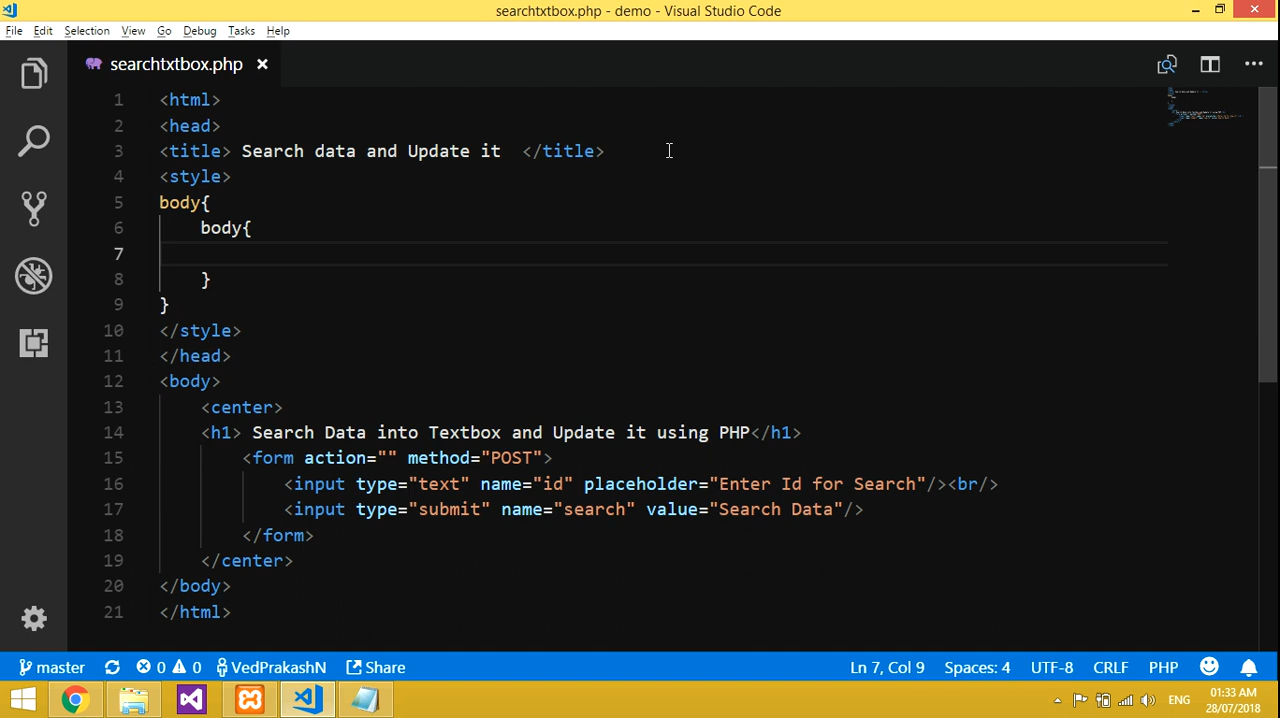 searchtxtbox.php - demo - Visual Studio Code
File Edit Selection View Go Debug Tasks Help
searchtxtbox.php
1 <html>
2 <head>
3 <title> Search data and Update it  </title>
4 <style>
5 body{
6     body{
7
8     }
9 }
10 </style>
11 </head>
12 <body>
13     <center>
14     <h1> Search Data into Textbox and Update it using PHP</h1>
15         <form action="" method="POST">
16             <input type="text" name="id" placeholder="Enter Id for Search"/><br/>
17             <input type="submit" name="search" value="Search Data"/>
18         </form>
19     </center>
20 </body>
21 </html>
master 0 0 VedPrakashN Share Ln 7, Col 9 Spaces: 4 UTF-8 CRLF PHP
ENG 01:33 AM
28/07/2018